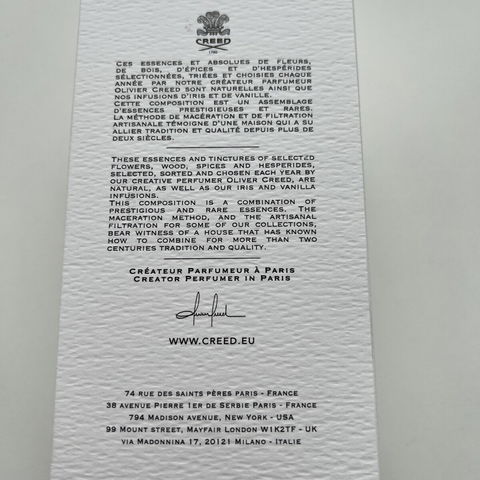 CREED
1760
CES ESSENCES ET ABSOLUES DE FLEURS,
DE BOIS, D'ÉPICES ET D'HESPÉRIDES
SÉLECTIONNÉES, TRIÉES ET CHOISIES CHAQUE
ANNÉE PAR NOTRE CRÉATEUR PARFUMEUR
OLIVIER CREED SONT NATURELLES AINSI QUE
NOS INFUSIONS D'IRIS ET DE VANILLE.
CETTE COMPOSITION EST UN ASSEMBLAGE
D'ESSENCES PRESTIGIEUSES ET RARES.
LA MÉTHODE DE MACÉRATION ET DE FILTRATION
ARTISANALE TÉMOIGNE D'UNE MAISON QUI A SU
ALLIER TRADITION ET QUALITÉ DEPUIS PLUS DE
DEUX SIÈCLES.
THESE ESSENCES AND TINCTURES OF SELECTED
FLOWERS, WOOD, SPICES AND HESPERIDES,
SELECTED, SORTED AND CHOSEN EACH YEAR BY
OUR CREATIVE PERFUMER OLIVER CREED, ARE
NATURAL, AS WELL AS OUR IRIS AND VANILLA
INFUSIONS.
THIS COMPOSITION IS A COMBINATION OF
PRESTIGIOUS AND RARE ESSENCES. THE
MACERATION METHOD, AND THE ARTISANAL
FILTRATION FOR SOME OF OUR COLLECTIONS,
BEAR WITNESS OF A HOUSE THAT HAS KNOWN
HOW TO COMBINE FOR MORE THAN TWO
CENTURIES TRADITION AND QUALITY.
CRÉATEUR PARFUMEUR À PARIS
CREATOR PERFUMER IN PARIS
WWW.CREED.EU
74 RUE DES SAINTS PÈRES PARIS - FRANCE
38 AVENUE PIERRE 1ER DE SERBIE PARIS - FRANCE
794 MADISON AVENUE, NEW YORK - USA
99 MOUNT STREET, MAYFAIR LONDON W1K2TF - UK
VIA MADONNINA 17, 20121 MILANO - ITALIE